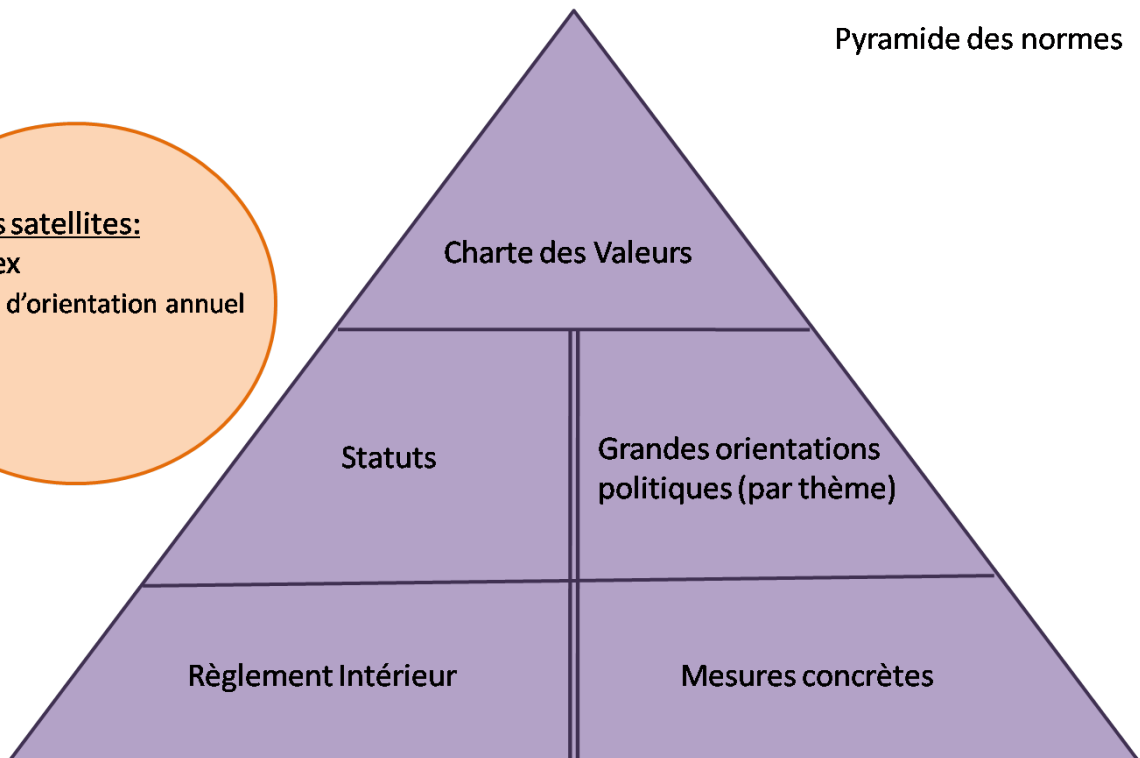 Pyramide des normes
satellites:
d'orientation annuel
Charte des Valeurs
Statuts
Grandes orientations
politiques (par thème)
Règlement Intérieur
Mesures concrètes